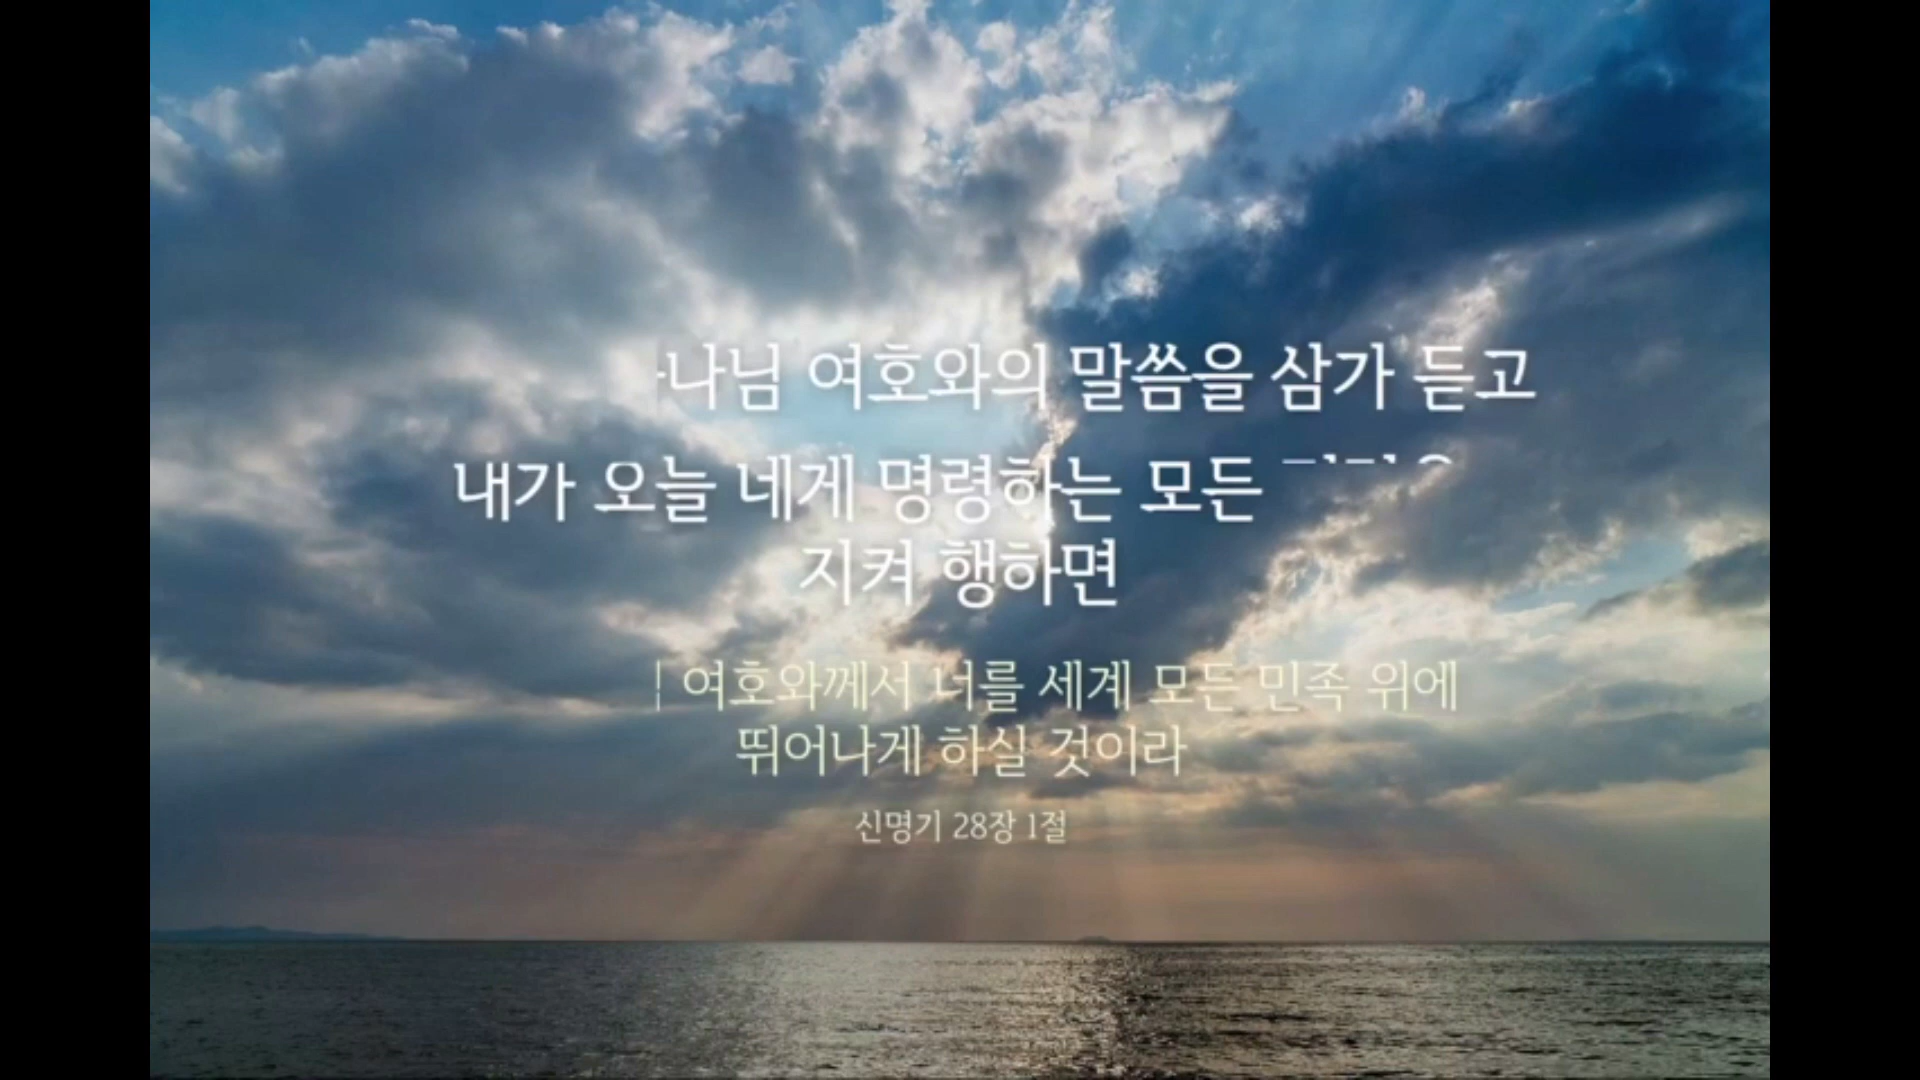 여호와의 말씀을 삼가 듣고
내가 오늘 네게 명령하는 모든
지켜 행하면
여호와께서 너를 세계 모든 민족 위에
뛰어나게 하실 것이라
신명기 28장 1절